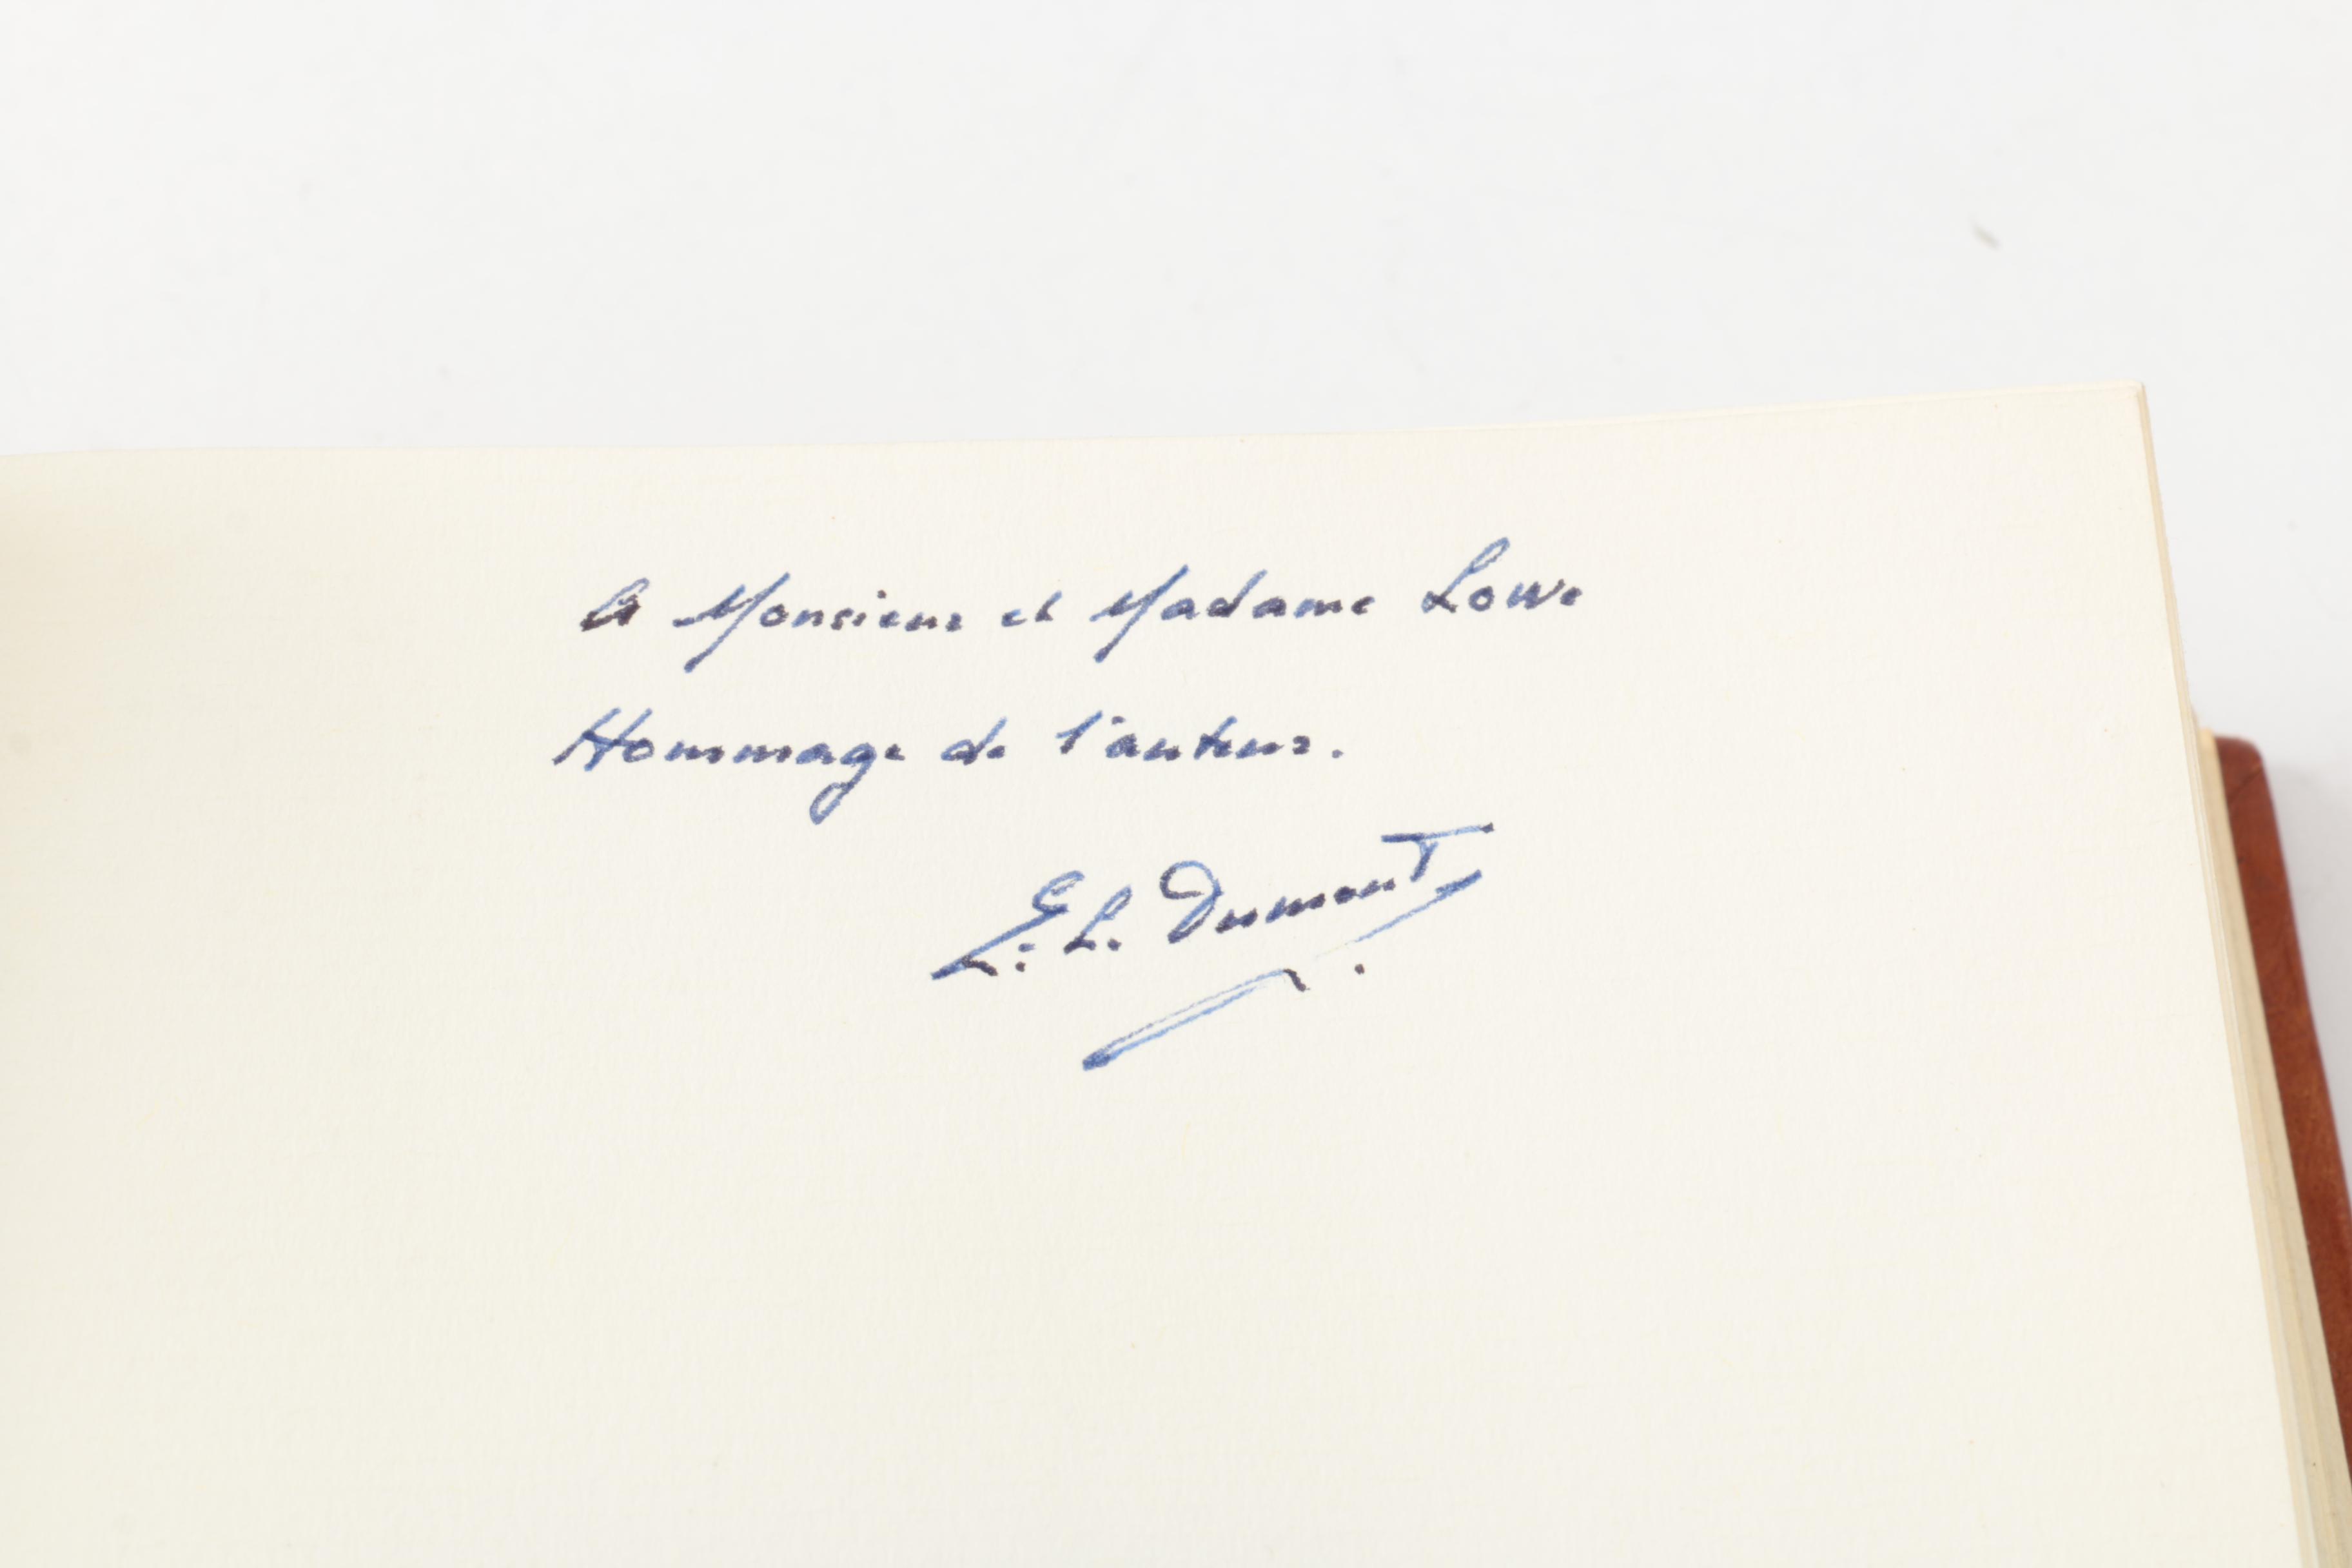 A Monsieur et Madame Lowe
Hommage de l'auteur.
E. L. Dumont